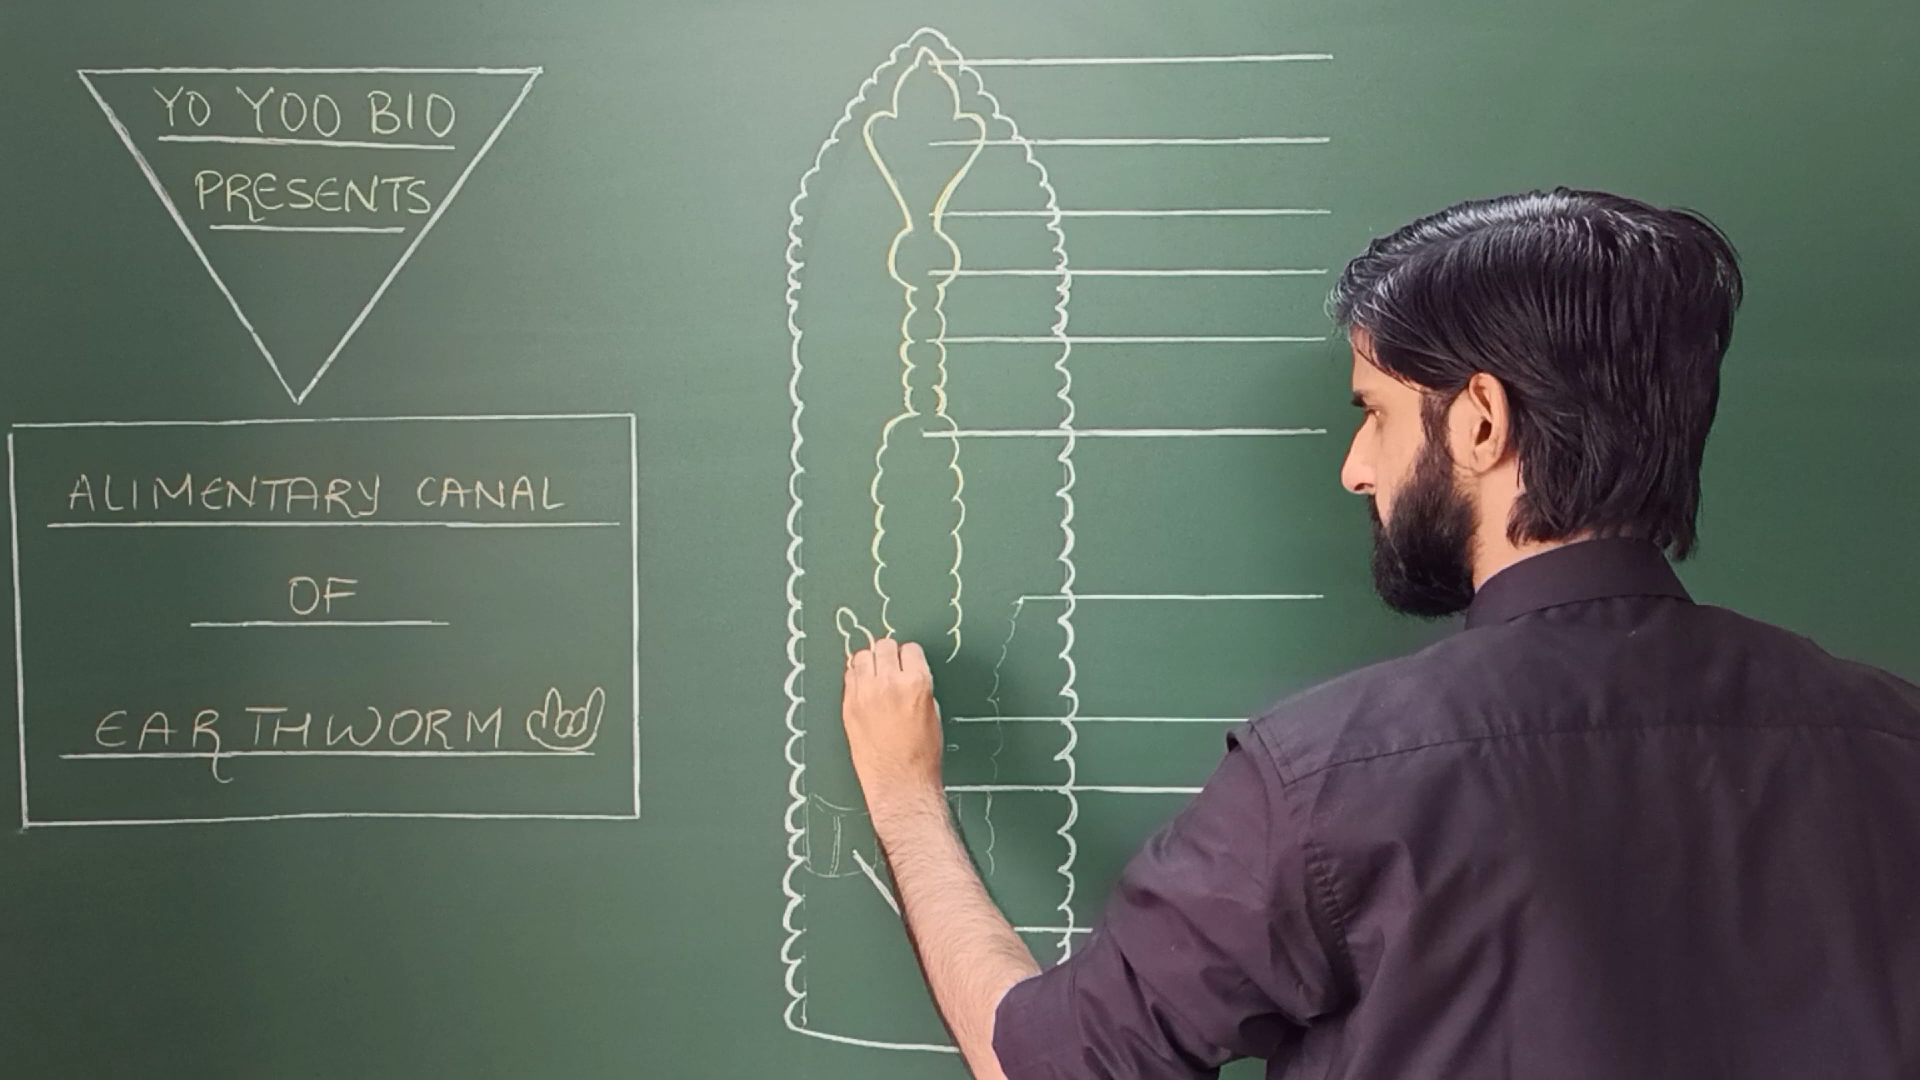 YO YOO BIO
PRESENTS
ALIMENTARY CANAL
OF
EARTHWORM